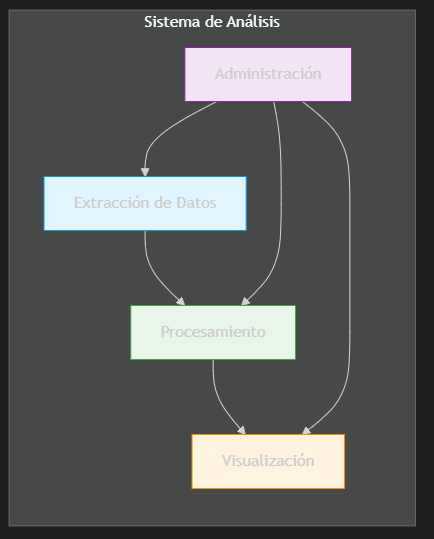 Sistema de Análisis
Administración
Extracción de Datos
Procesamiento
Visualización